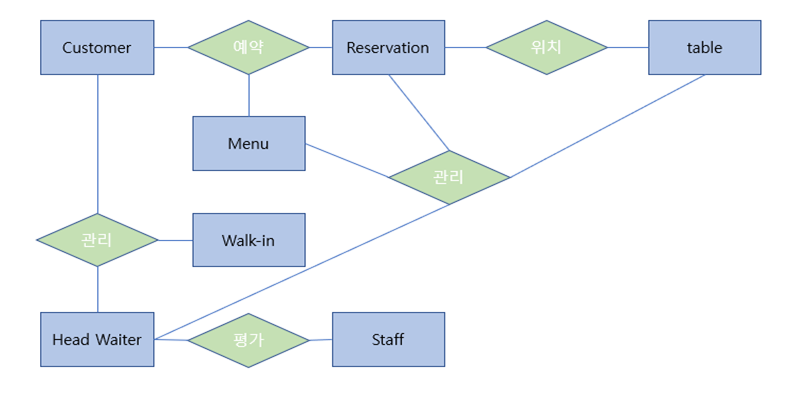 Customer
예약
Reservation
위치
table
Menu
관리
관리
Walk-in
Head Waiter
평가
Staff